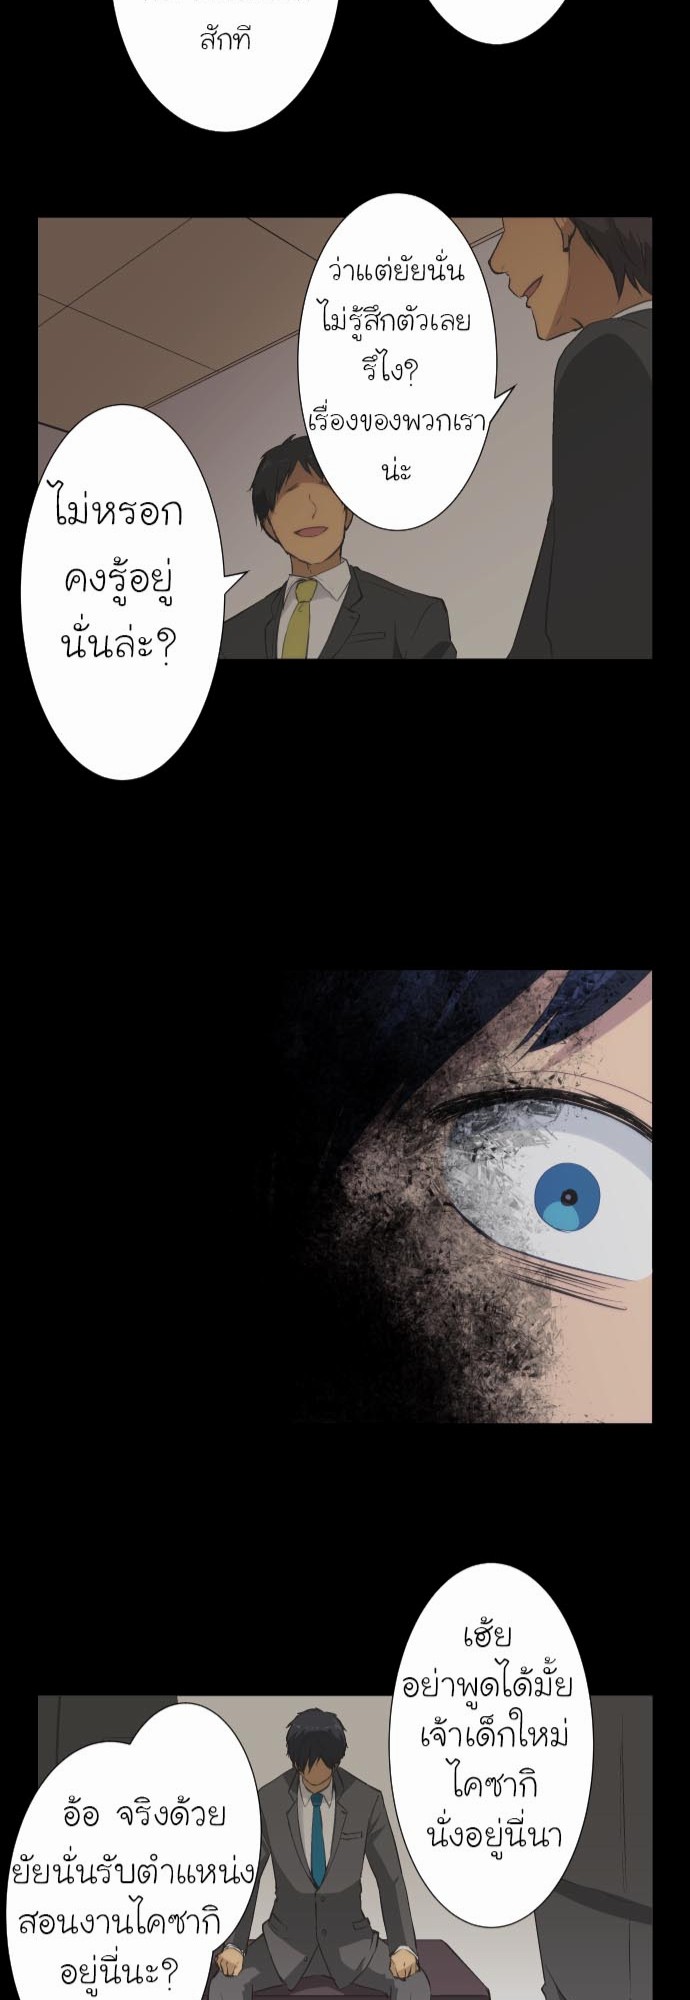 สักที
ว่าแต่ยัยนั่น
ไม่รู้สึกตัวเลย
รึไง?
เรื่องของพวกเรา
น่ะ
ไม่หรอก
คงรู้อยู่
นั่นล่ะ?
เฮ้ย
อย่าพูดได้มั้ย
เจ้าเด็กใหม่
ไคซากิ
นั่งอยู่นี่นา
อ้อ จริงด้วย
ยัยนั่นรับตำแหน่ง
สอนงานไคซากิ
อยู่นี่นะ?